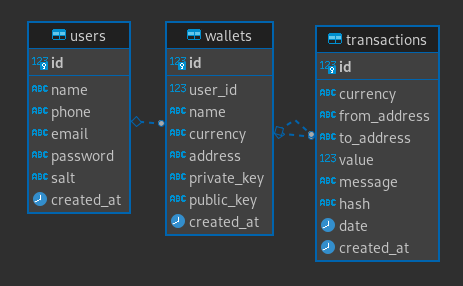 users
123 id
ABC name
ABC phone
ABC email
ABC password
ABC salt
created_at
wallets
123 id
123 user_id
ABC name
ABC currency
ABC address
ABC private_key
ABC public_key
created_at
transactions
123 id
ABC currency
ABC from_address
ABC to_address
123 value
ABC message
ABC hash
date
created_at